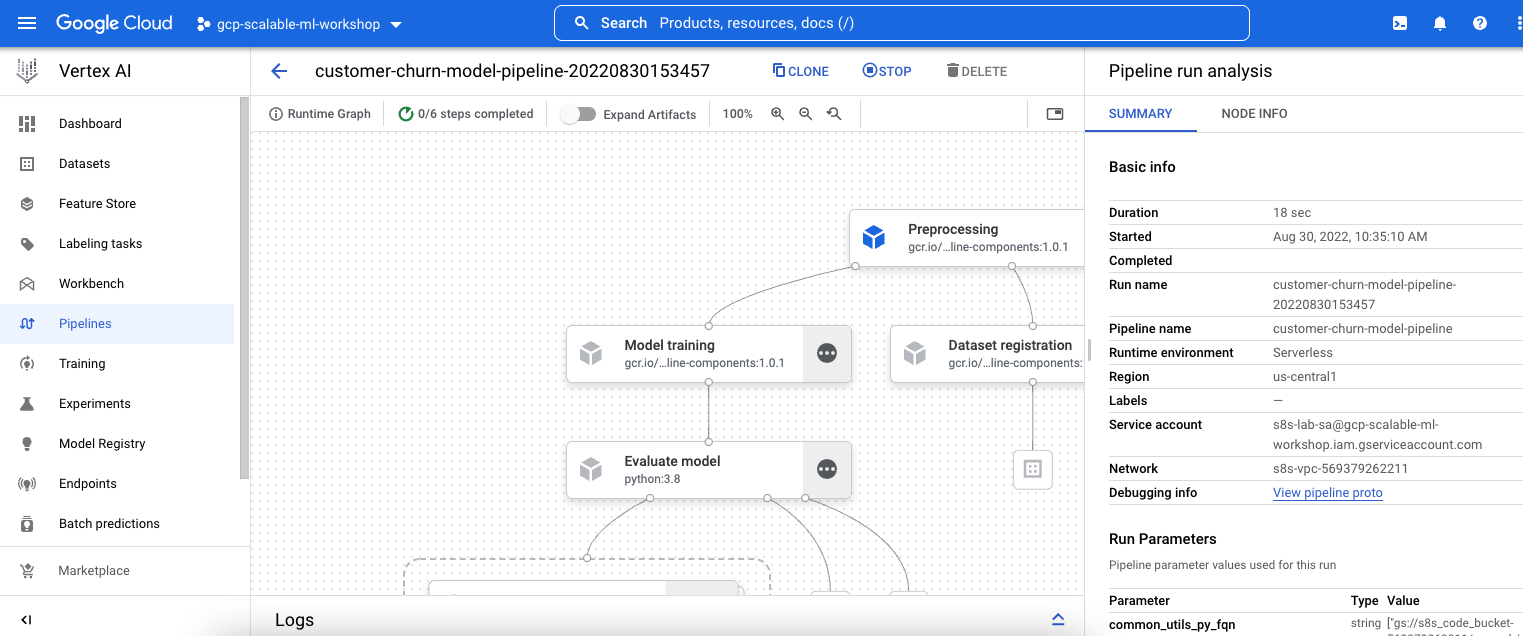 Google Cloud
gcp-scalable-ml-workshop
Search Products, resources, docs (/)
Vertex AI
customer-churn-model-pipeline-20220830153457
CLONE
STOP
DELETE
Pipeline run analysis
Dashboard
Datasets
Feature Store
Labeling tasks
Workbench
Pipelines
Training
Experiments
Model Registry
Endpoints
Batch predictions
Marketplace
Runtime Graph
0/6 steps completed
Expand Artifacts
100%
Preprocessing
gcr.io/...line-components:1.0.1
Model training
gcr.io/...line-components:1.0.1
Dataset registration
gcr.io/...line-components:
Evaluate model
python:3.8
Logs
SUMMARY
NODE INFO
Basic info
Duration 18 sec
Started Aug 30, 2022, 10:35:10 AM
Completed
Run name customer-churn-model-pipeline-
20220830153457
Pipeline name customer-churn-model-pipeline
Runtime environment Serverless
Region us-central1
Labels —
Service account s8s-lab-sa@gcp-scalable-ml-
workshop.iam.gserviceaccount.com
Network s8s-vpc-569379262211
Debugging info View pipeline proto
Run Parameters
Pipeline parameter values used for this run
Parameter Type Value
common_utils_py_fqn string ["gs://s8s_code_bucket-